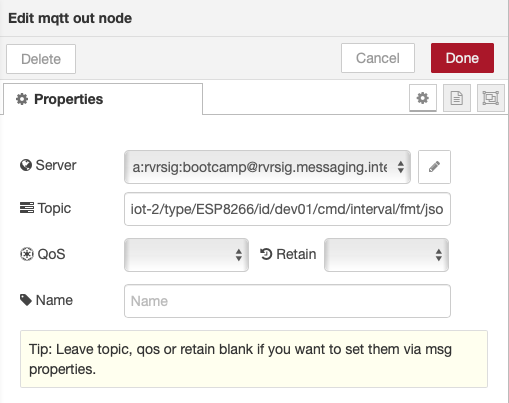 Edit mqtt out node
Delete
Cancel
Done
Properties
Server
a:rvrsig:bootcamp@rvrsig.messaging.inte
Topic
iot-2/type/ESP8266/id/dev01/cmd/interval/fmt/jso
QoS
Retain
Name
Name
Tip: Leave topic, qos or retain blank if you want to set them via msg
properties.